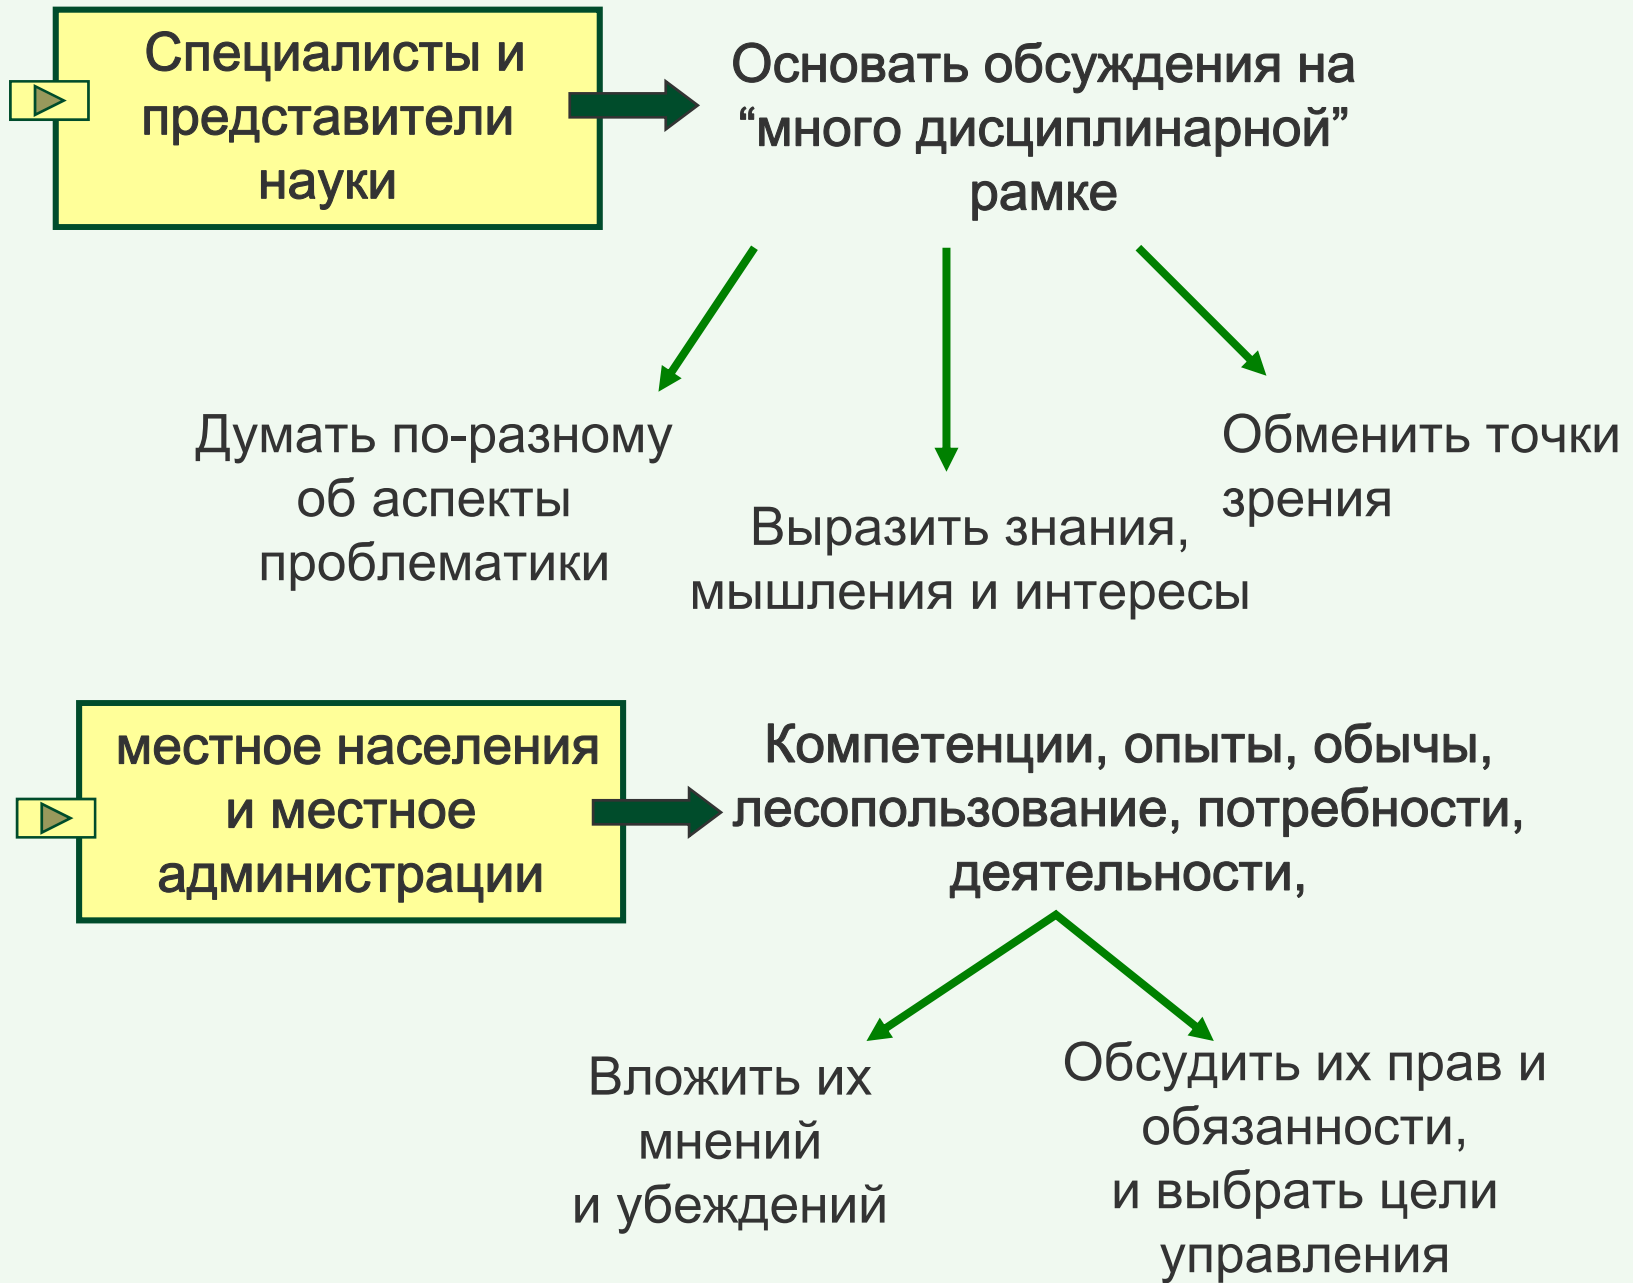 Специалисты и
представители
науки
Основать обсуждения на
“много дисциплинарной”
рамке
Думать по-разному
об аспекты
проблематики
Выразить знания,
мышления и интересы
Обменить точки
зрения
местное населения
и местное
администрации
Компетенции, опыты, обычы,
лесопользование, потребности,
деятельности,
Вложить их
мнений
и убеждений
Обсудить их прав и
обязанности,
и выбрать цели
управления